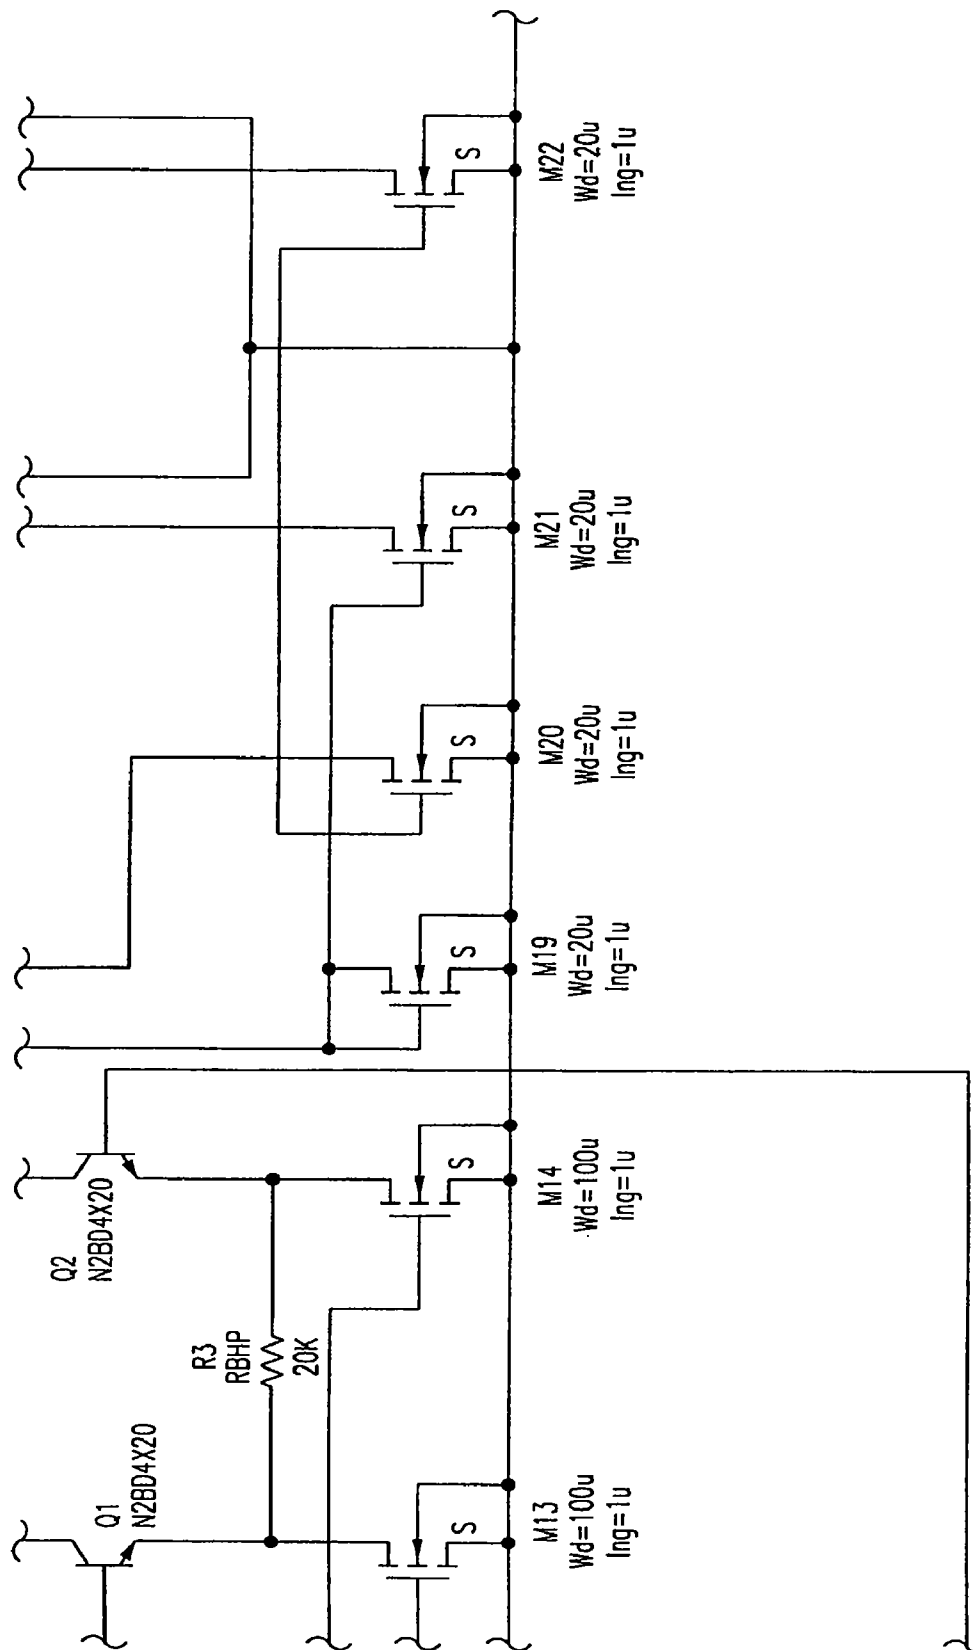 Q1
N2BD4X20
R3
RBHP
20K
Q2
N2BD4X20
S
M13
Wd=100u
lng=1u
S
M14
Wd=100u
lng=1u
S
M19
Wd=20u
lng=1u
S
M20
Wd=20u
lng=1u
S
M21
Wd=20u
lng=1u
S
M22
Wd=20u
lng=1u